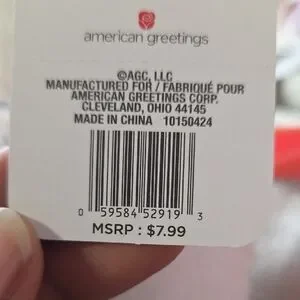 american greetings
©AGC, LLC
MANUFACTURED FOR / FABRIQUÉ POUR
AMERICAN GREETINGS CORP.
CLEVELAND, OHIO 44145
MADE IN CHINA 10150424
0 59584 52919 3
MSRP : $7.99